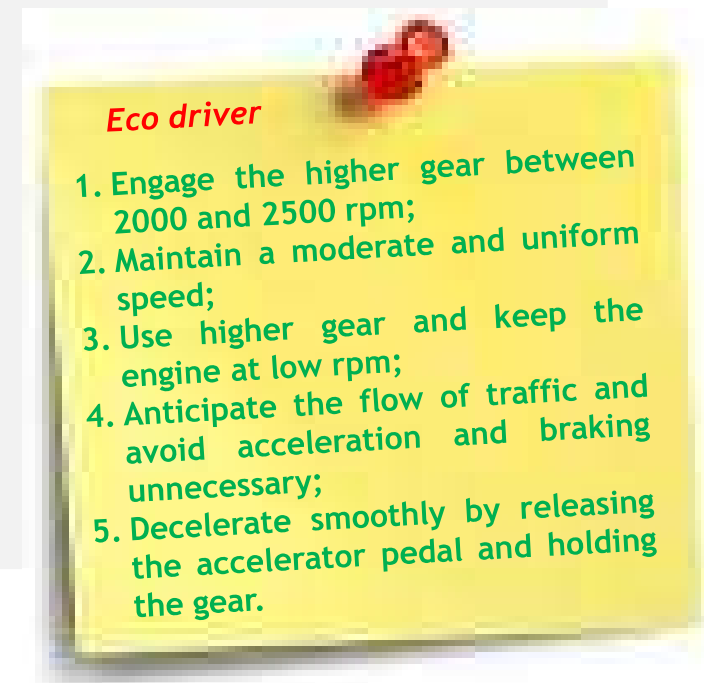 Eco driver
1. Engage the higher gear between
2000 and 2500 rpm;
2. Maintain a moderate and uniform
speed;
3. Use higher gear and keep the
engine at low rpm;
4. Anticipate the flow of traffic and
avoid acceleration and braking
unnecessary;
5. Decelerate smoothly by releasing
the accelerator pedal and holding
the gear.